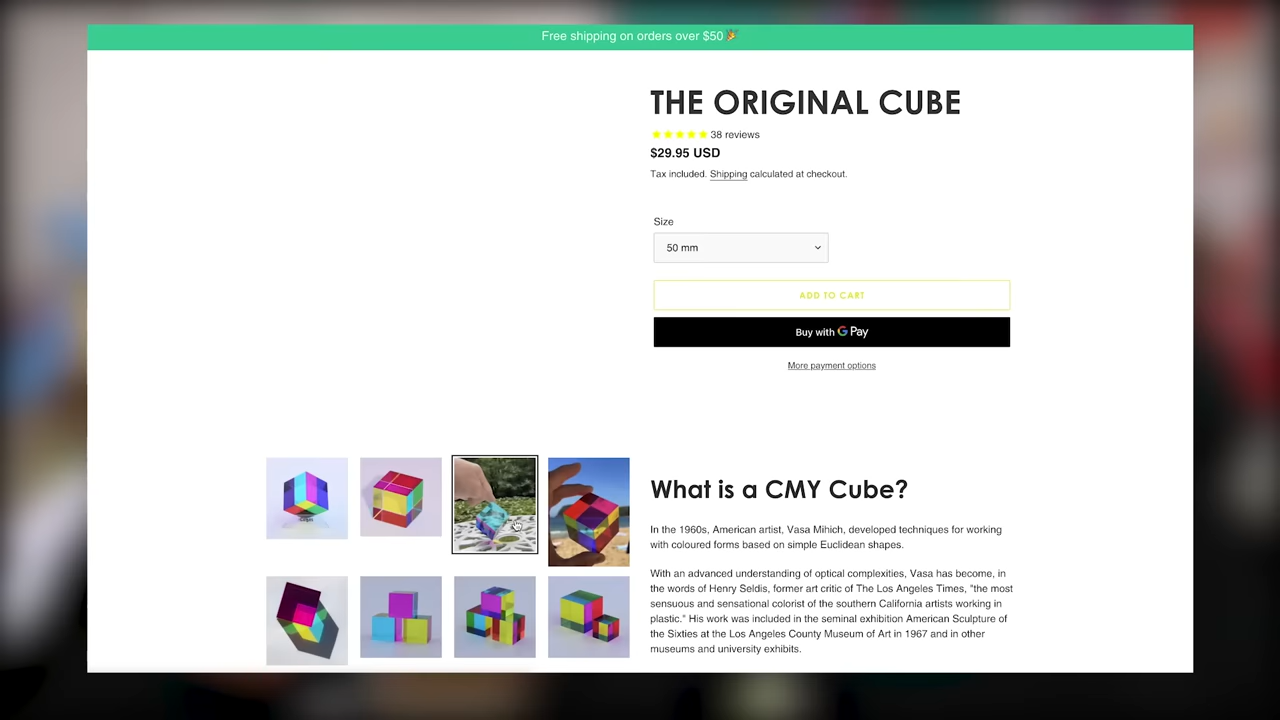 Free shipping on orders over $50 🎉
THE ORIGINAL CUBE
38 reviews
$29.95 USD
Tax included. Shipping calculated at checkout.
Size
50 mm
ADD TO CART
Buy with G Pay
More payment options
What is a CMY Cube?
In the 1960s, American artist, Vasa Mihich, developed techniques for working
with coloured forms based on simple Euclidean shapes.
With an advanced understanding of optical complexities, Vasa has become, in
the words of Henry Seldis, former art critic of The Los Angeles Times, "the most
sensuous and sensational colorist of the southern California artists working in
plastic." His work was included in the seminal exhibition American Sculpture of
the Sixties at the Los Angeles County Museum of Art in 1967 and in other
museums and university exhibits.